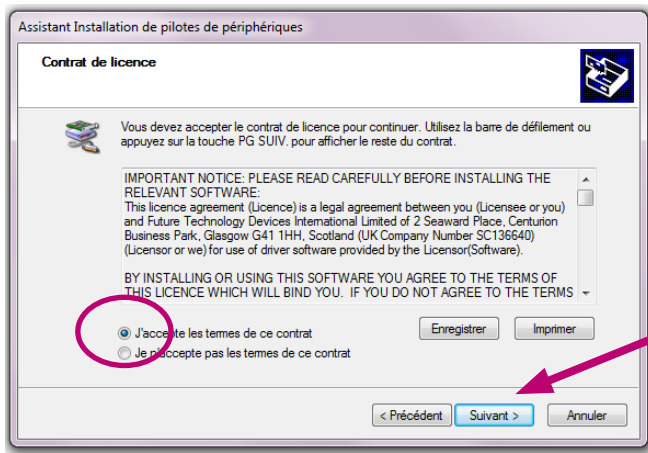 Assistant Installation de pilotes de périphériques
Contrat de licence
Vous devez accepter le contrat de licence pour continuer. Utilisez la barre de défilement ou
appuyez sur la touche PG SUIV. pour afficher le reste du contrat.
IMPORTANT NOTICE: PLEASE READ CAREFULLY BEFORE INSTALLING THE
RELEVANT SOFTWARE:
This licence agreement (Licence) is a legal agreement between you (Licensee or you)
and Future Technology Devices International Limited of 2 Seaward Place, Centurion
Business Park, Glasgow G41 1HH, Scotland (UK Company Number SC136640)
(Licensor or we) for use of driver software provided by the Licensor(Software).
BY INSTALLING OR USING THIS SOFTWARE YOU AGREE TO THE TERMS OF
THIS LICENCE WHICH WILL BIND YOU. IF YOU DO NOT AGREE TO THE TERMS
J'accepte les termes de ce contrat
Enregistrer
Imprimer
Je n'accepte pas les termes de ce contrat
< Précédent
Suivant >
Annuler